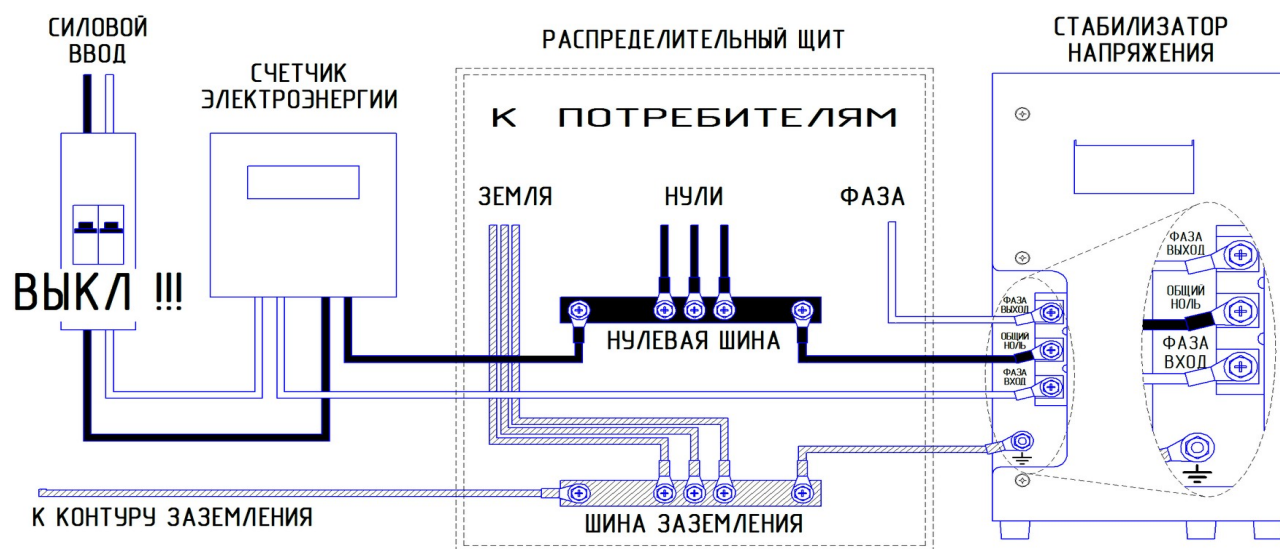 СИЛОВОЙ
ВВОД
СЧЕТЧИК
ЭЛЕКТРОЭНЕРГИИ
РАСПРЕДЕЛИТЕЛЬНЫЙ ЩИТ
СТАБИЛИЗАТОР
НАПРЯЖЕНИЯ
К ПОТРЕБИТЕЛЯМ
ЗЕМЛЯ
НУЛИ
ФАЗА
ВЫКЛ !!!
НУЛЕВАЯ ШИНА
ФАЗА
ВЫХОД
ОБЩИЙ
НОЛЬ
ФАЗА
ВХОД
ФАЗА
ВЫХОД
ОБЩИЙ
НОЛЬ
ФАЗА
ВХОД
К КОНТУРУ ЗАЗЕМЛЕНИЯ
ШИНА ЗАЗЕМЛЕНИЯ